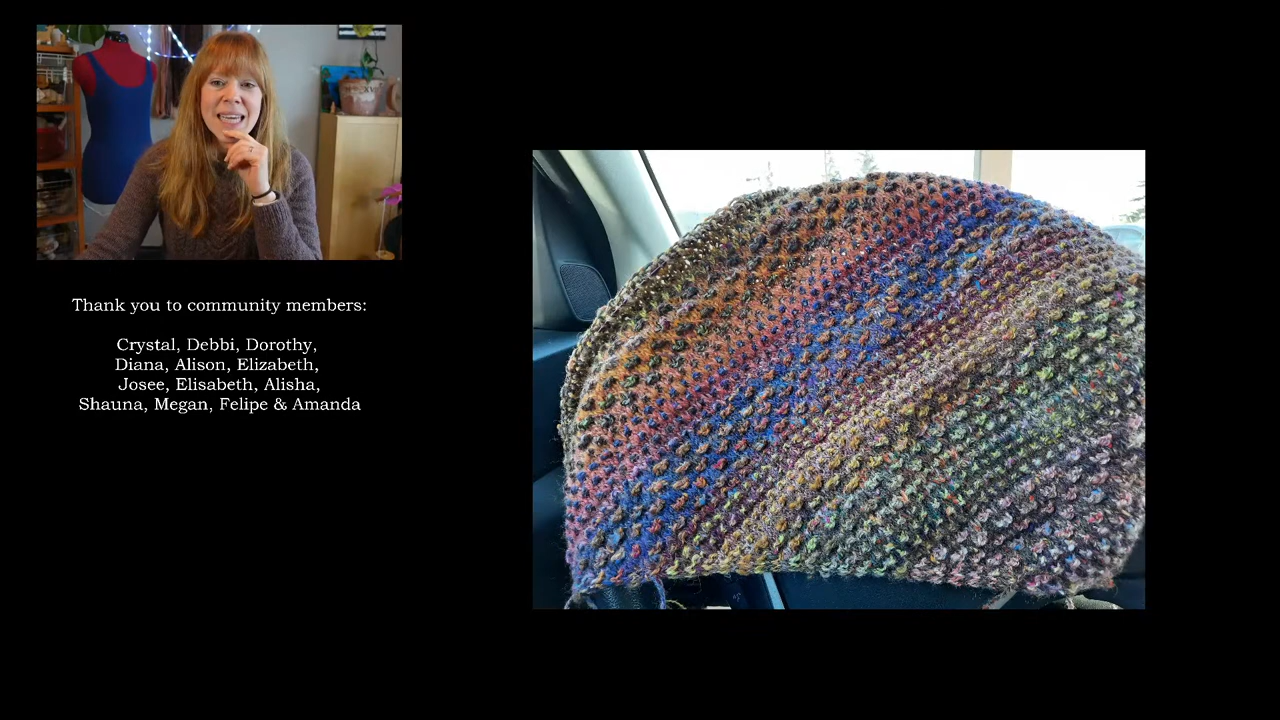 Thank you to community members:
Crystal, Debbi, Dorothy,
Diana, Alison, Elizabeth,
Josee, Elisabeth, Alisha,
Shauna, Megan, Felipe & Amanda